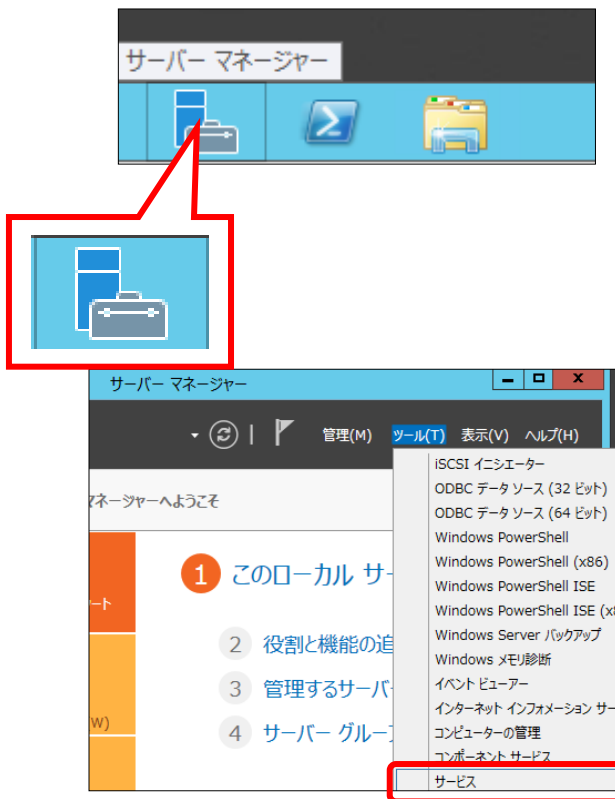 サーバー マネージャー
サーバー マネージャー
管理(M) ツール(T) 表示(V) ヘルプ(H)
マネージャーへようこそ
1 このローカル サー
2 役割と機能の追
3 管理するサーバー
4 サーバー グルー
ート
W)
iSCSI イニシエーター
ODBC データ ソース (32 ビット)
ODBC データ ソース (64 ビット)
Windows PowerShell
Windows PowerShell (x86)
Windows PowerShell ISE
Windows PowerShell ISE (x8
Windows Server バックアップ
Windows メモリ診断
イベント ビューアー
インターネット インフォメーション サー
コンピューターの管理
コンポーネント サービス
サービス